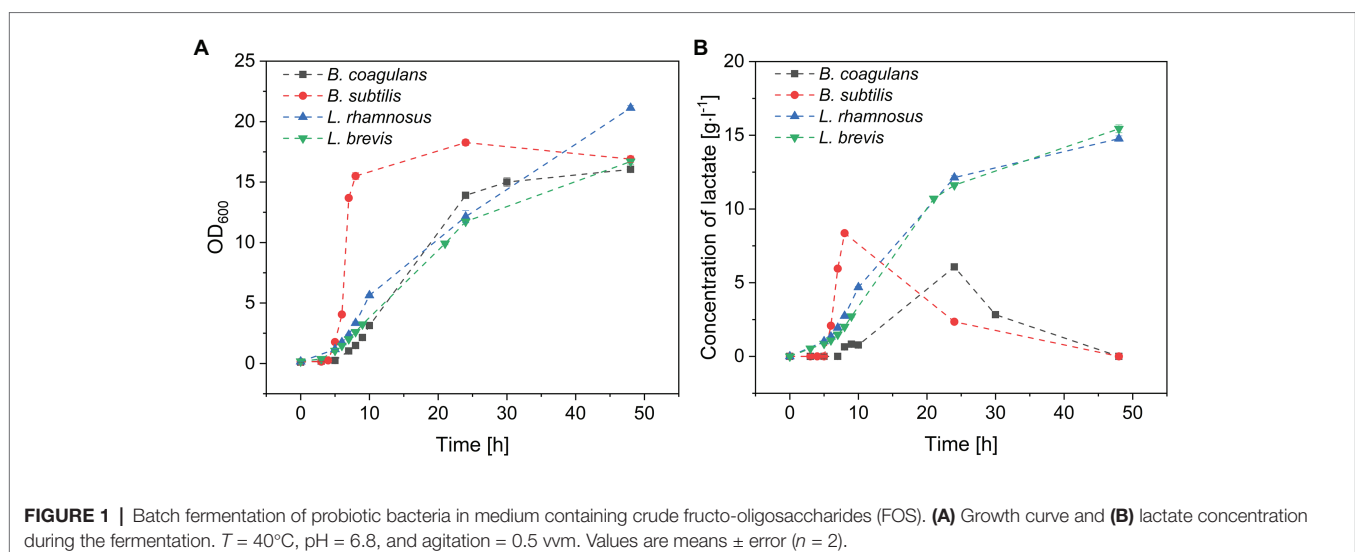 A
25
20
15
10
5
0
OD₆₀₀
B. coagulans
B. subtilis
L. rhamnosus
L. brevis
0 10 20 30 40 50
Time [h]
B
20
15
10
5
0
Concentration of lactate [g·l⁻¹]
B. coagulans
B. subtilis
L. rhamnosus
L. brevis
0 10 20 30 40 50
Time [h]
FIGURE 1 | Batch fermentation of probiotic bacteria in medium containing crude fructo-oligosaccharides (FOS). (A) Growth curve and (B) lactate concentration
during the fermentation. T = 40°C, pH = 6.8, and agitation = 0.5 vvm. Values are means ± error (n = 2).